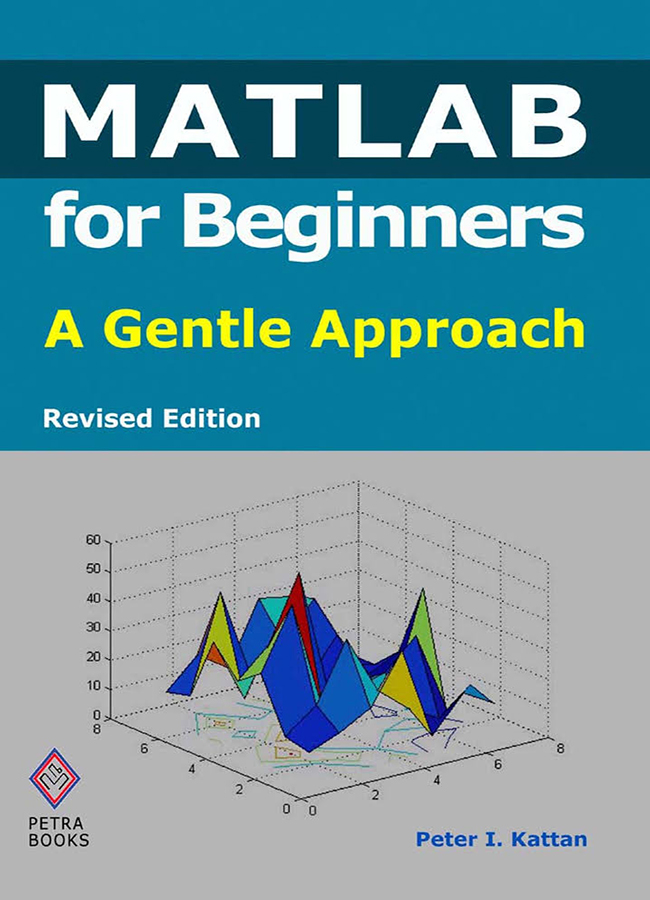 MATLAB
for Beginners
A Gentle Approach
Revised Edition
60
50
40
30
20
10
0
8
6
4
2
0
0
2
4
6
8
PETRA
BOOKS
Peter I. Kattan